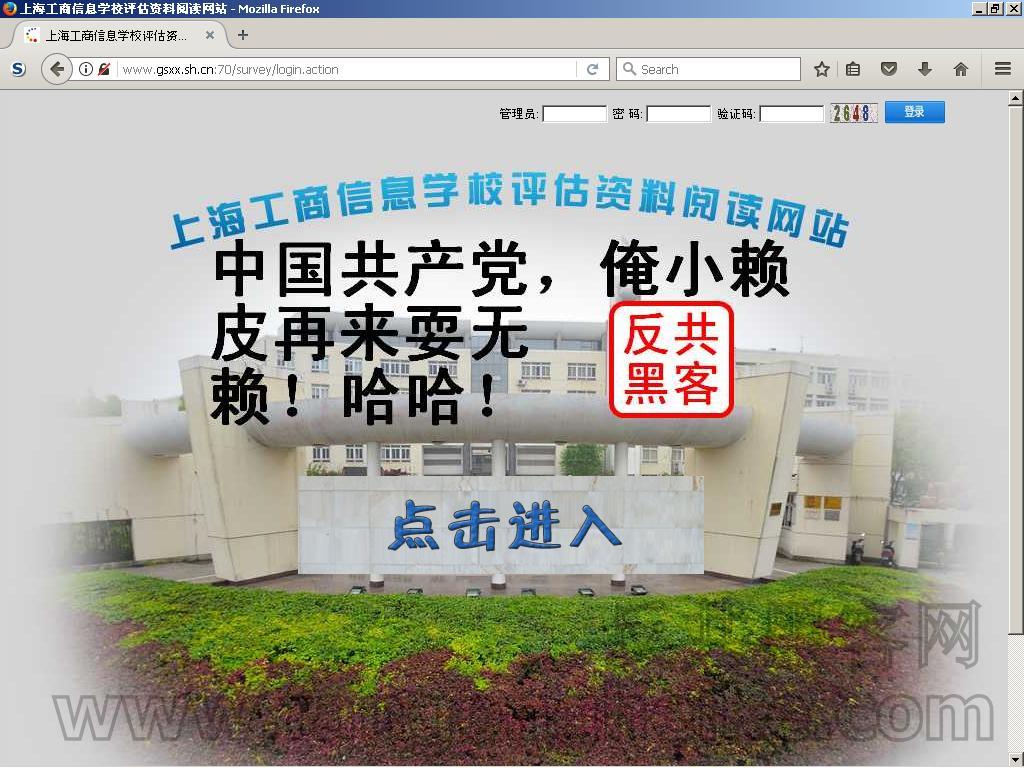 上海工商信息学校评估资料阅读网站 - Mozilla Firefox
上海工商信息学校评估资...
www.gsxx.sh.cn:70/survey/login.action
Search
管理员: 密 码: 验证码: 2648 登录
上海工商信息学校评估资料阅读网站
中国共产党，俺小赖
皮再来耍无
赖！哈哈！
反共
黑客
点击进入
网
www.
.com